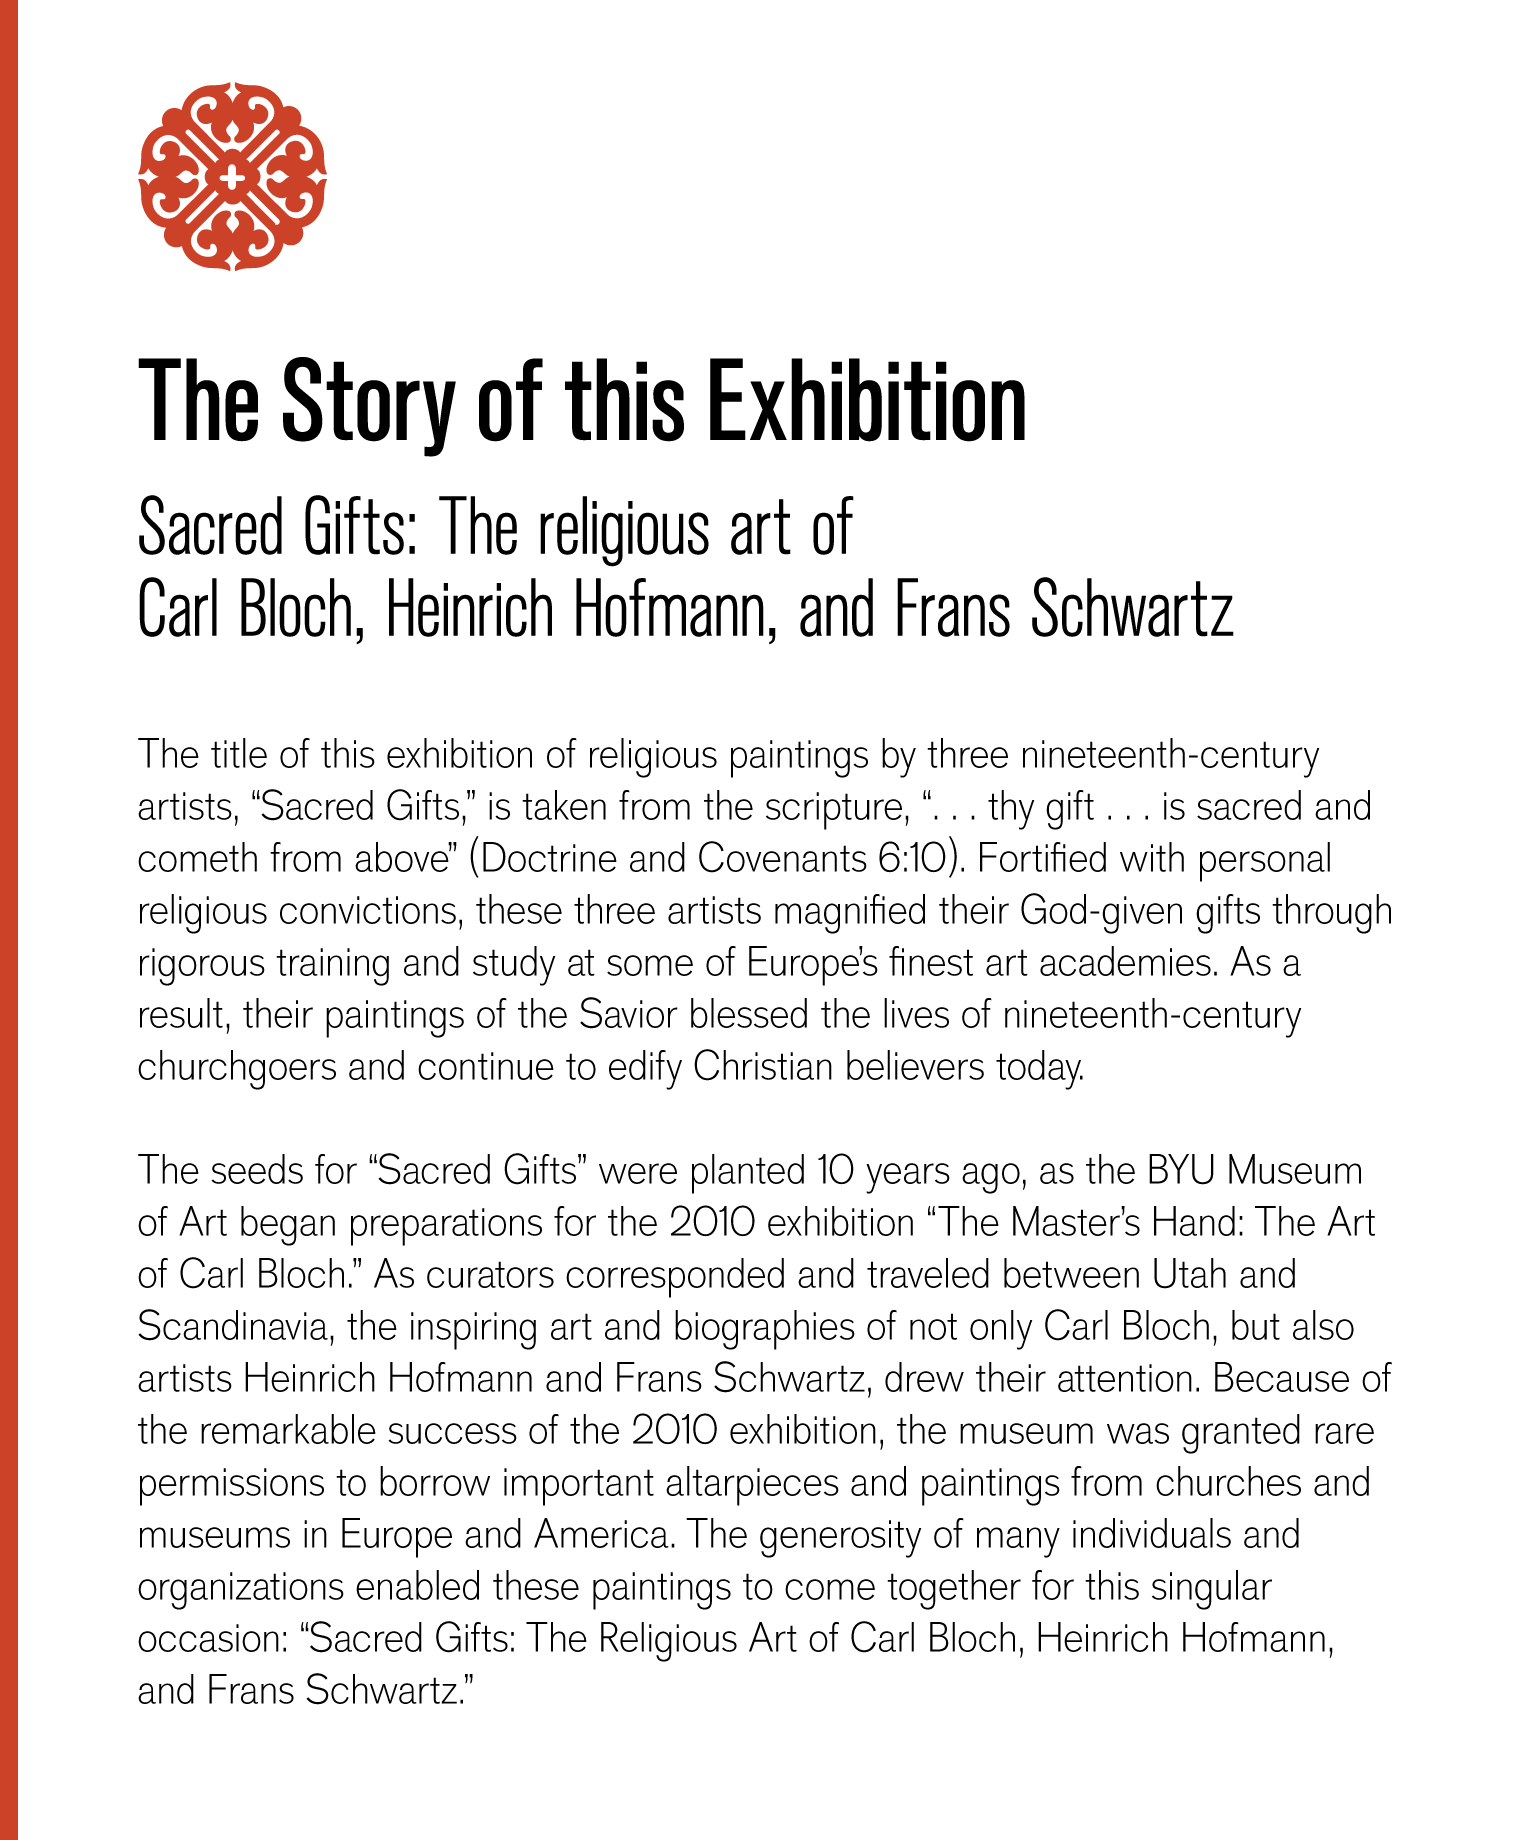 The Story of this Exhibition
Sacred Gifts: The religious art of
Carl Bloch, Heinrich Hofmann, and Frans Schwartz
The title of this exhibition of religious paintings by three nineteenth-century
artists, “Sacred Gifts,” is taken from the scripture, “. . . thy gift . . . is sacred and
cometh from above” (Doctrine and Covenants 6:10). Fortified with personal
religious convictions, these three artists magnified their God-given gifts through
rigorous training and study at some of Europe’s finest art academies. As a
result, their paintings of the Savior blessed the lives of nineteenth-century
churchgoers and continue to edify Christian believers today.
The seeds for “Sacred Gifts” were planted 10 years ago, as the BYU Museum
of Art began preparations for the 2010 exhibition “The Master’s Hand: The Art
of Carl Bloch.” As curators corresponded and traveled between Utah and
Scandinavia, the inspiring art and biographies of not only Carl Bloch, but also
artists Heinrich Hofmann and Frans Schwartz, drew their attention. Because of
the remarkable success of the 2010 exhibition, the museum was granted rare
permissions to borrow important altarpieces and paintings from churches and
museums in Europe and America. The generosity of many individuals and
organizations enabled these paintings to come together for this singular
occasion: “Sacred Gifts: The Religious Art of Carl Bloch, Heinrich Hofmann,
and Frans Schwartz.”